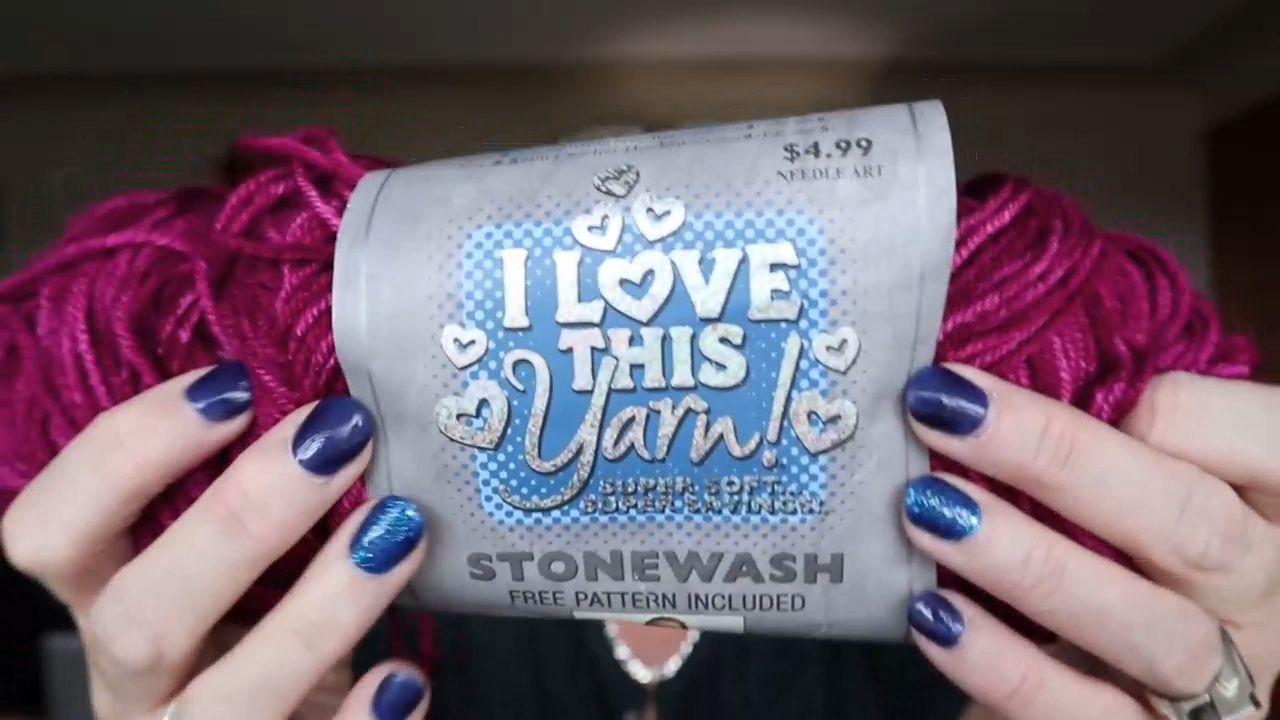 $4.99
NEEDLE ART
I LOVE
THIS
Yarn!
SUPER SOFT...
SUPER SAVINGS!
STONEWASH
FREE PATTERN INCLUDED